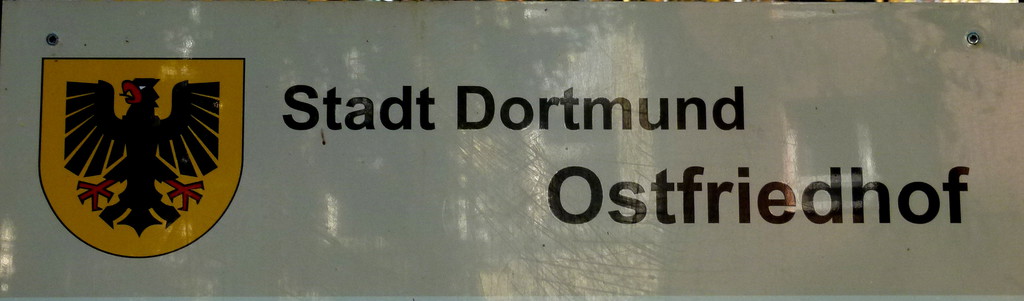 Stadt Dortmund
Ostfriedhof